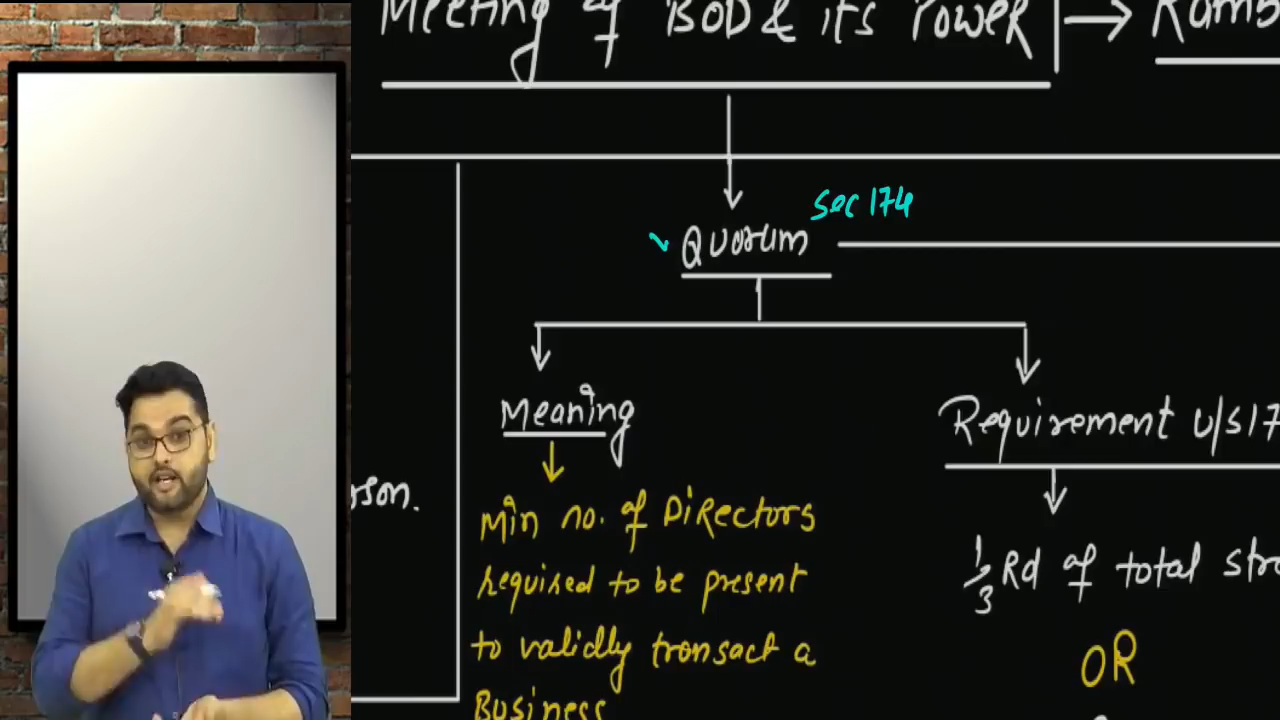 Meeting of BOD & its Power →
Sec 174
Quorum
Meaning
Requirement u/s 17
Min no. of Directors
required to be present
to validly transact a
Business
1/3 Rd of total
OR